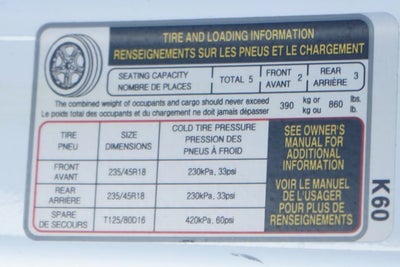 TIRE AND LOADING INFORMATION
RENSEIGNEMENTS SUR LES PNEUS ET LE CHARGEMENT
SEATING CAPACITY
NOMBRE DE PLACES
TOTAL 5
FRONT
AVANT 2
REAR
ARRIÈRE 3
The combined weight of occupants and cargo should never exceed
Le poids total des occupants et du chargement ne doit jamais dépasser
390 kg or
kg ou 860 lbs.
lb.
TIRE
PNEU
SIZE
DIMENSIONS
COLD TIRE PRESSURE
PRESSION DES
PNEUS À FROID
FRONT
AVANT
235/45R18
230kPa, 33psi
REAR
ARRIÈRE
235/45R18
230kPa, 33psi
SPARE
DE SECOURS
T125/80D16
420kPa, 60psi
SEE OWNER'S
MANUAL FOR
ADDITIONAL
INFORMATION
VOIR LE MANUEL
DE L'USAGER
POUR PLUS DE
RENSEIGNEMENTS
K60